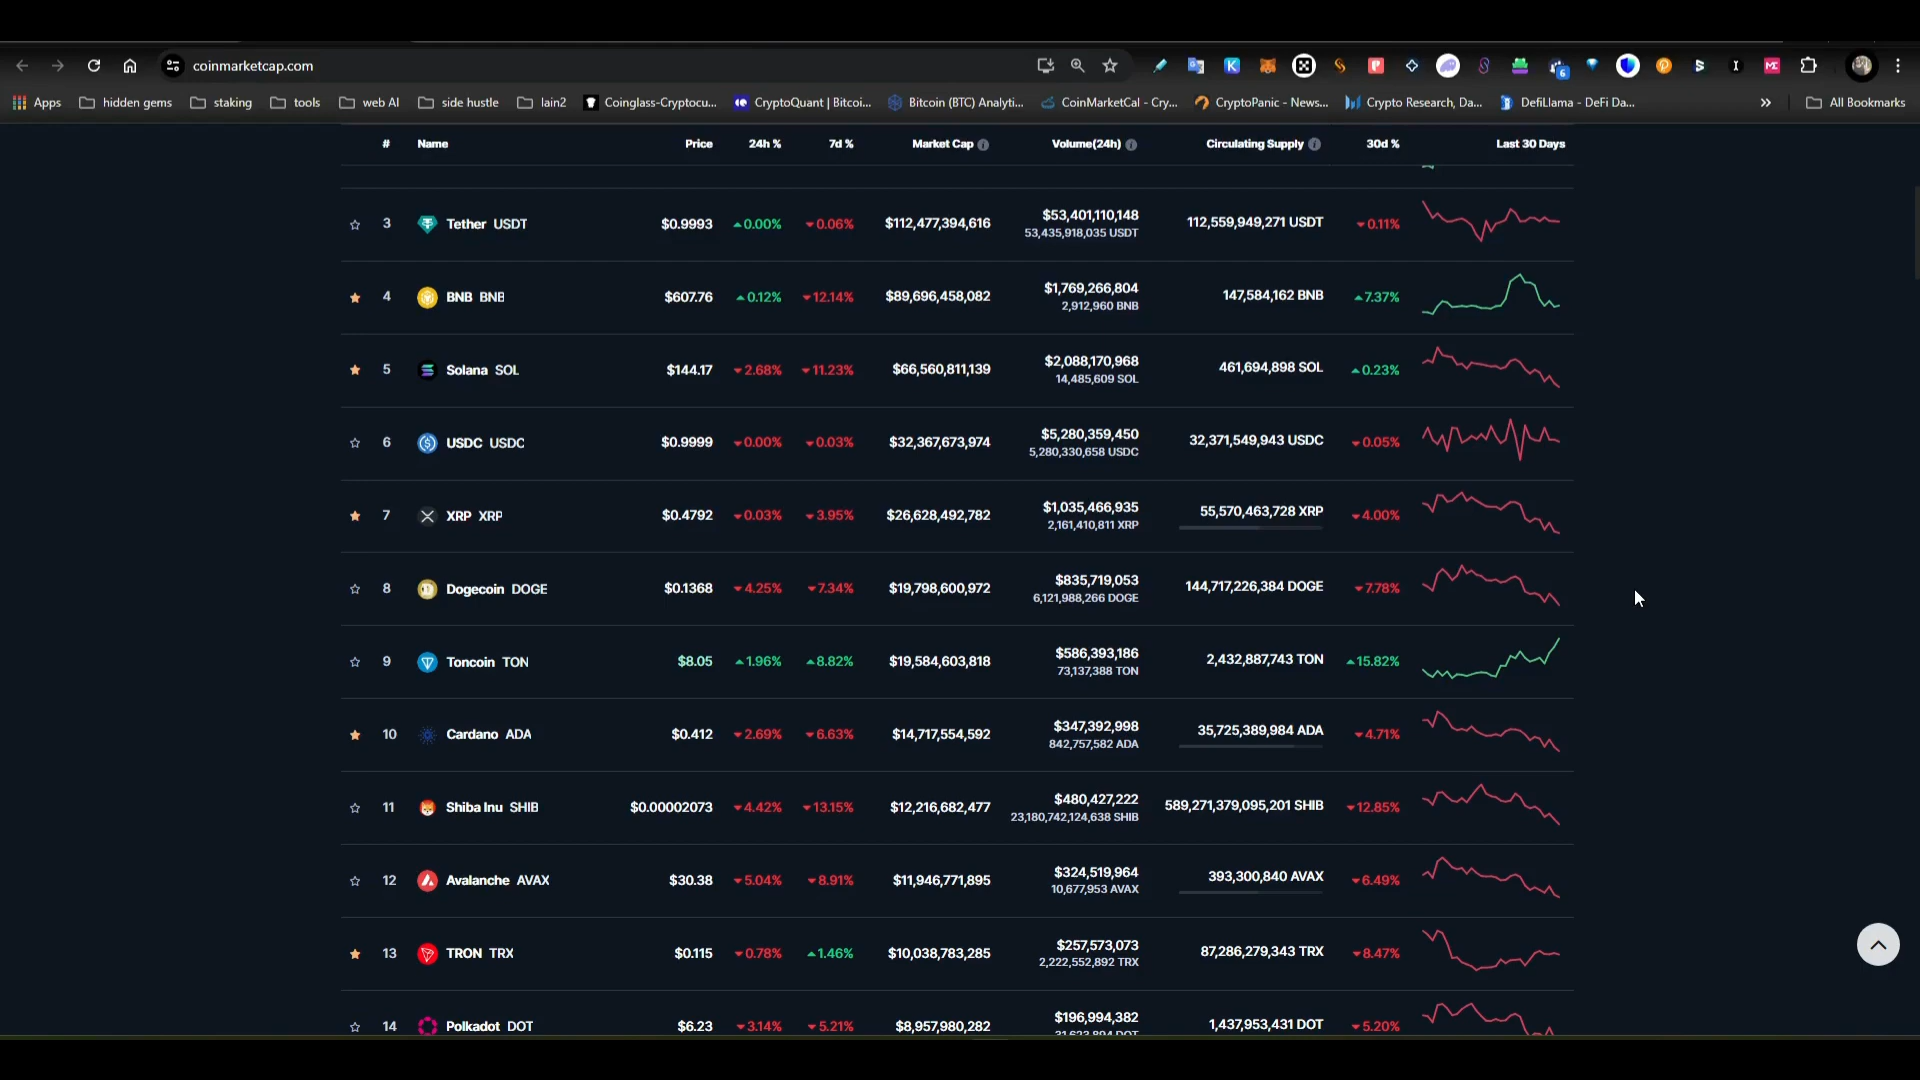 coinmarketcap.com
6
Apps hidden gems staking tools web AI side hustle lain2 Coinglass-Cryptocu... CryptoQuant | Bitcoi... Bitcoin (BTC) Analyti... CoinMarketCal - Cry... CryptoPanic - News... Crypto Research, Da... DefiLlama - DeFi Da... » All Bookmarks
# Name Price 24h % 7d % Market Cap Volume(24h) Circulating Supply 30d % Last 30 Days
3 Tether USDT $0.9993 0.00% 0.06% $112,477,394,616 $53,401,110,148 112,559,949,271 USDT 0.11%
53,435,918,035 USDT
4 BNB BNB $607.76 0.12% 12.14% $89,696,458,082 $1,769,266,804 147,584,162 BNB 7.37%
2,912,960 BNB
5 Solana SOL $144.17 2.68% 11.23% $66,560,811,139 $2,088,170,968 461,694,898 SOL 0.23%
14,485,609 SOL
6 USDC USDC $0.9999 0.00% 0.03% $32,367,673,974 $5,280,359,450 32,371,549,943 USDC 0.05%
5,280,330,658 USDC
7 XRP XRP $0.4792 0.03% 3.95% $26,628,492,782 $1,035,466,935 55,570,463,728 XRP 4.00%
2,161,410,811 XRP
8 Dogecoin DOGE $0.1368 4.25% 7.34% $19,798,600,972 $835,719,053 144,717,226,384 DOGE 7.78%
6,121,988,266 DOGE
9 Toncoin TON $8.05 1.96% 8.82% $19,584,603,818 $586,393,186 2,432,887,743 TON 15.82%
73,137,388 TON
10 Cardano ADA $0.412 2.69% 6.63% $14,717,554,592 $347,392,998 35,725,389,984 ADA 4.71%
842,757,582 ADA
11 Shiba Inu SHIB $0.00002073 4.42% 13.15% $12,216,682,477 $480,427,222 589,271,379,095,201 SHIB 12.85%
23,180,742,124,638 SHIB
12 Avalanche AVAX $30.38 5.04% 8.91% $11,946,771,895 $324,519,964 393,300,840 AVAX 6.49%
10,677,953 AVAX
13 TRON TRX $0.115 0.78% 1.46% $10,038,783,285 $257,573,073 87,286,279,343 TRX 8.47%
2,222,552,892 TRX
14 Polkadot DOT $6.23 3.14% 5.21% $8,957,980,282 $196,994,382 1,437,953,431 DOT 5.20%